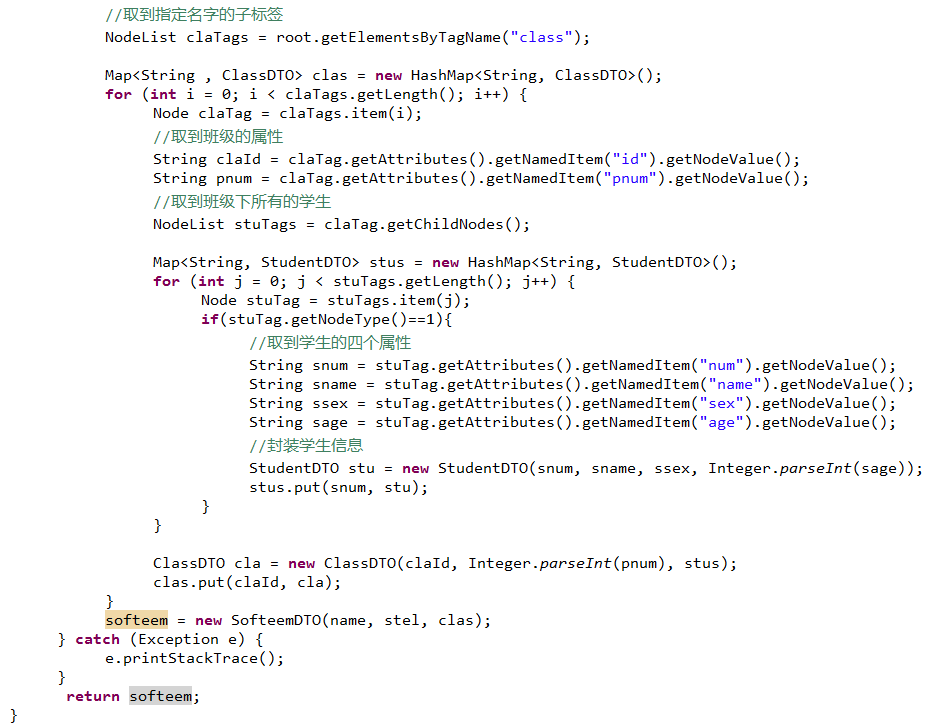 //取到指定名字的子标签
NodeList claTags = root.getElementsByTagName("class");
Map<String , ClassDTO> clas = new HashMap<String, ClassDTO>();
for (int i = 0; i < claTags.getLength(); i++) {
Node claTag = claTags.item(i);
//取到班级的属性
String claId = claTag.getAttributes().getNamedItem("id").getNodeValue();
String pnum = claTag.getAttributes().getNamedItem("pnum").getNodeValue();
//取到班级下所有的学生
NodeList stuTags = claTag.getChildNodes();
Map<String, StudentDTO> stus = new HashMap<String, StudentDTO>();
for (int j = 0; j < stuTags.getLength(); j++) {
Node stuTag = stuTags.item(j);
if(stuTag.getNodeType()==1){
//取到学生的四个属性
String snum = stuTag.getAttributes().getNamedItem("num").getNodeValue();
String sname = stuTag.getAttributes().getNamedItem("name").getNodeValue();
String ssex = stuTag.getAttributes().getNamedItem("sex").getNodeValue();
String sage = stuTag.getAttributes().getNamedItem("age").getNodeValue();
//封装学生信息
StudentDTO stu = new StudentDTO(snum, sname, ssex, Integer.parseInt(sage));
stus.put(snum, stu);
}
}
ClassDTO cla = new ClassDTO(claId, Integer.parseInt(pnum), stus);
clas.put(claId, cla);
}
softeem = new SofteemDTO(name, stel, clas);
} catch (Exception e) {
e.printStackTrace();
}
return softeem;
}